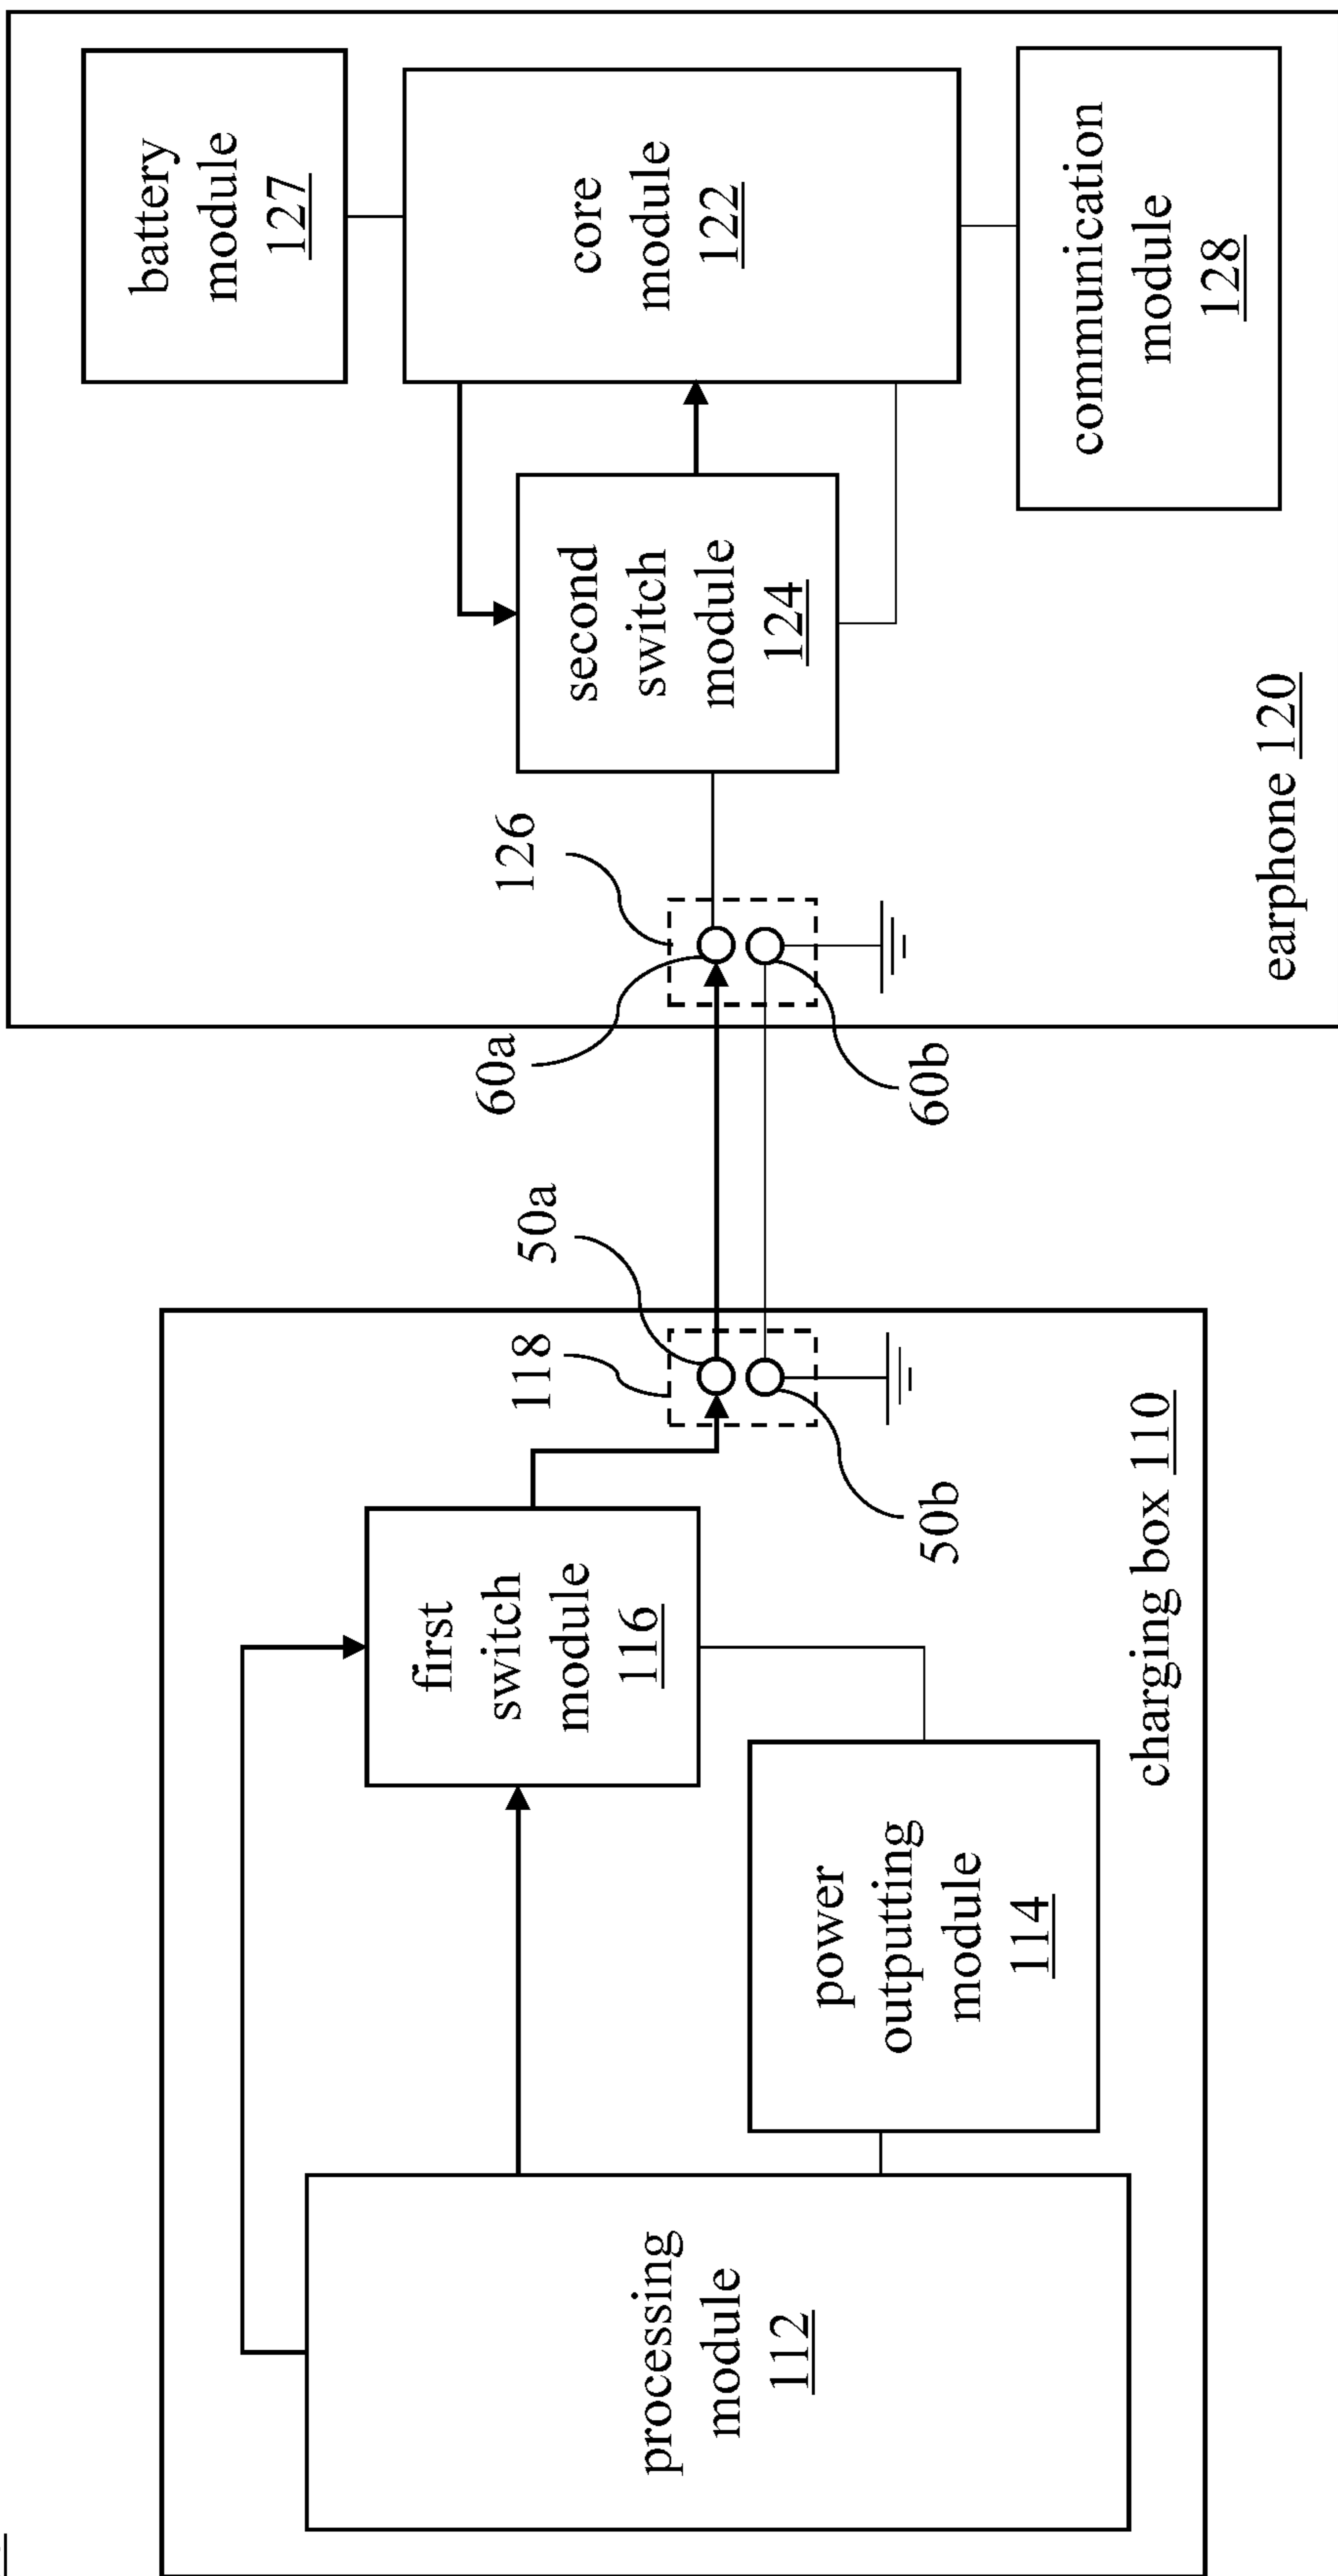 processing
module
112
power
outputting
module
114
first
switch
module
116
118
50a
50b
charging box 110
60a
60b
126
second
switch
module
124
core
module
122
battery
module
127
communication
module
128
earphone 120